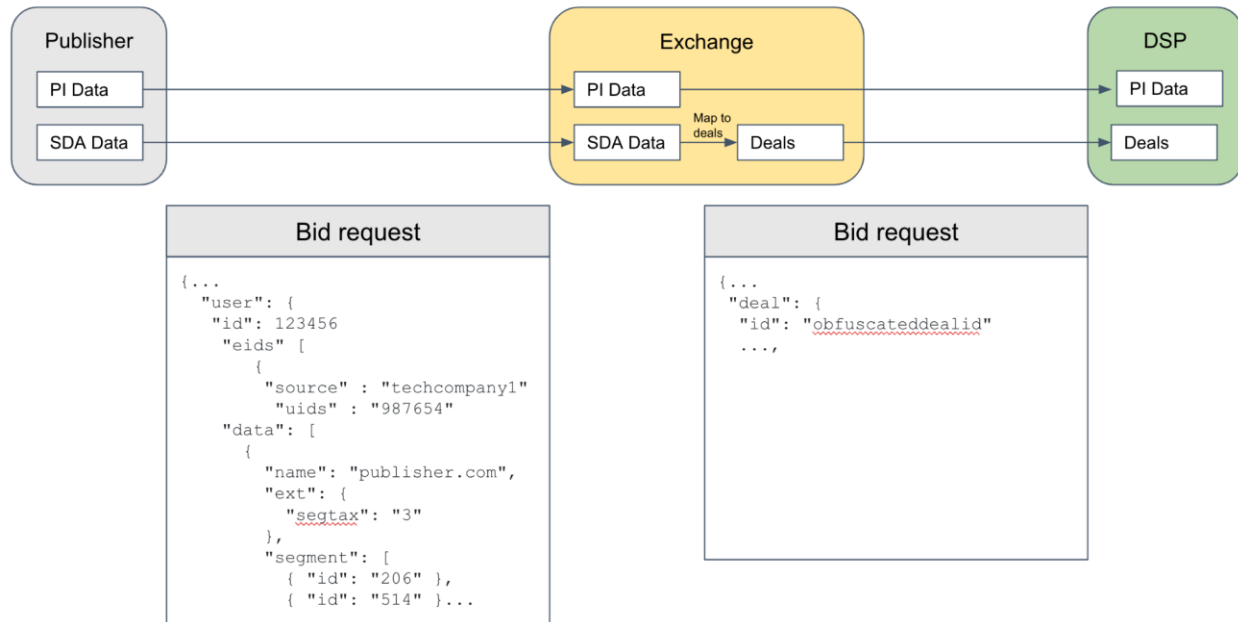 Publisher
PI Data
SDA Data
Exchange
PI Data
SDA Data
Map to
deals
Deals
DSP
PI Data
Deals
Bid request
{...
"user": {
"id": 123456
"eids" [
{
"source" : "techcompany1"
"uids" : "987654"
"data": [
{
"name": "publisher.com",
"ext": {
"segtax": "3"
},
"segment": [
{ "id": "206" },
{ "id": "514" }...
Bid request
{...
"deal": {
"id": "obfuscateddealid"
...,